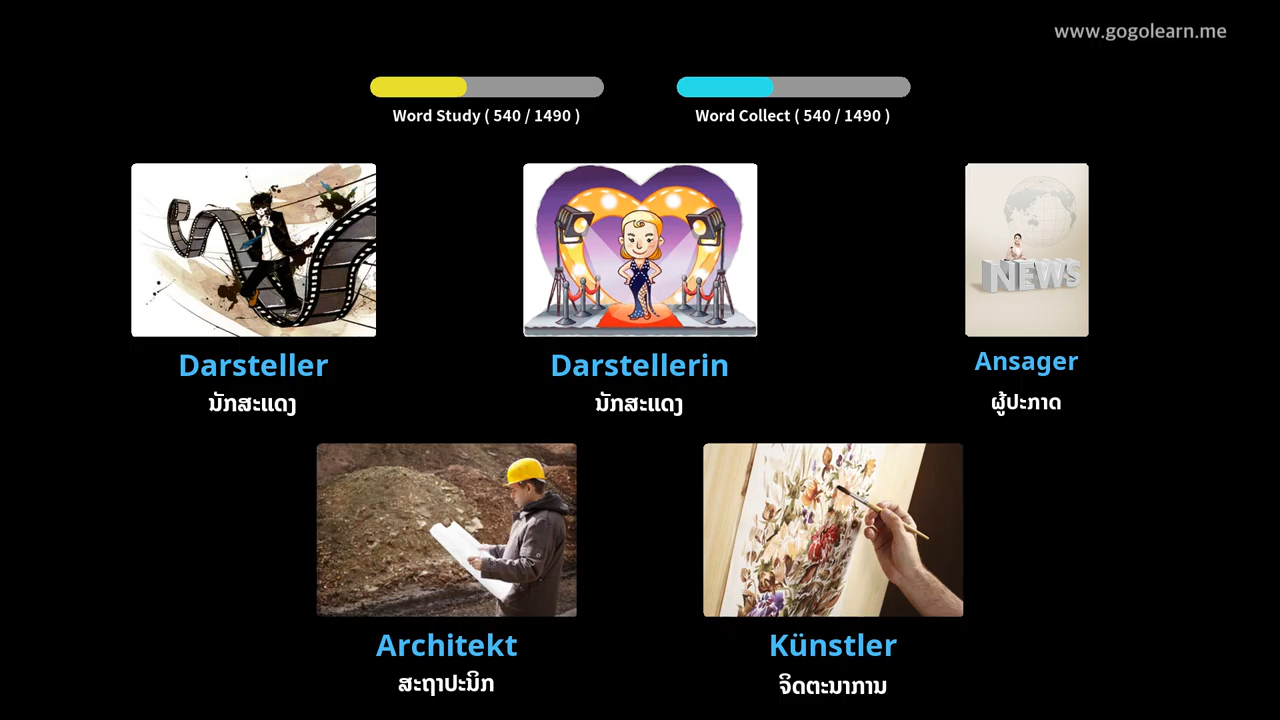 www.gogolearn.me
Word Study ( 540 / 1490 )
Word Collect ( 540 / 1490 )
NEWS
Darsteller
ນັກສະແດງ
Darstellerin
ນັກສະແດງ
Ansager
ຜູ້ປະກາດ
Architekt
ສະຖາປະນິກ
Künstler
ຈິດຕະນາການ